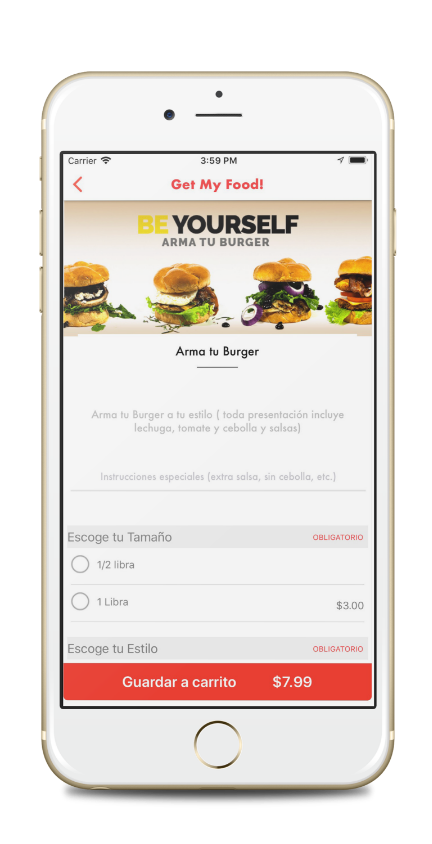 Carrier 3:59 PM
Get My Food!
BE YOURSELF
ARMA TU BURGER
Arma tu Burger
Arma tu Burger a tu estilo ( toda presentación incluye
lechuga, tomate y cebolla y salsas)
Instrucciones especiales (extra salsa, sin cebolla, etc.)
Escoge tu Tamaño OBLIGATORIO
1/2 libra
1 Libra $3.00
Escoge tu Estilo OBLIGATORIO
Guardar a carrito $7.99